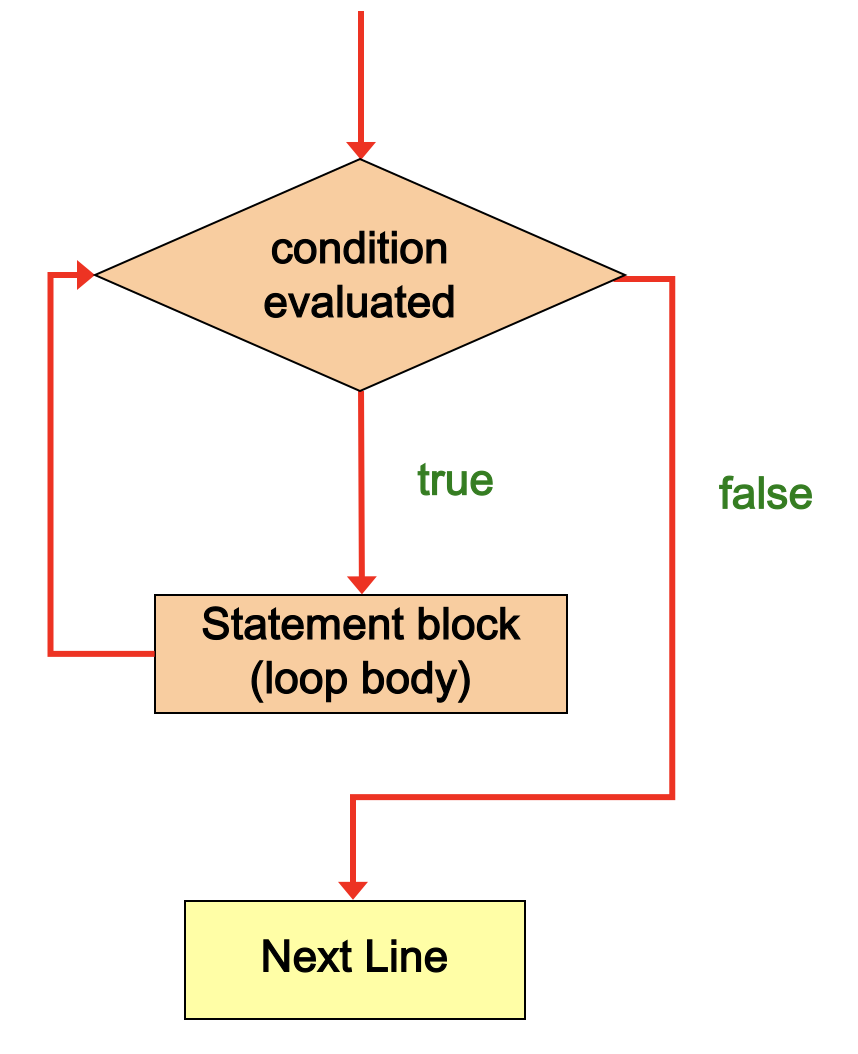 condition
evaluated
true
false
Statement block
(loop body)
Next Line